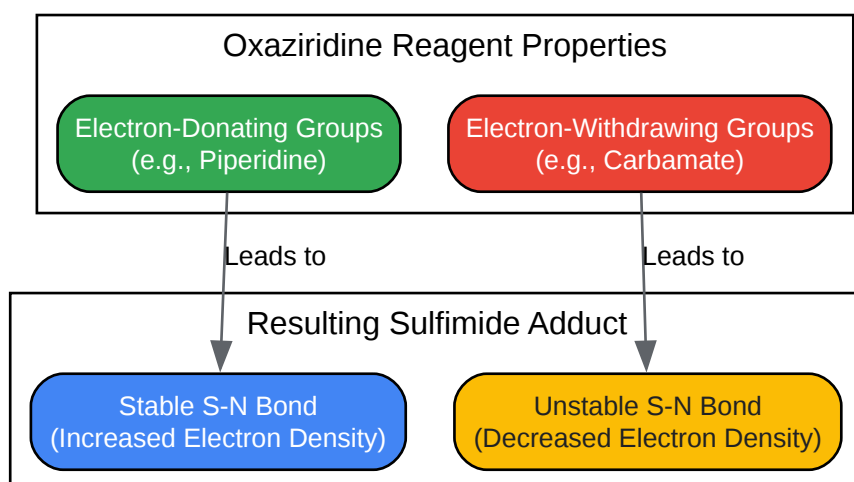 Oxaziridine Reagent Properties
Electron-Donating Groups
(e.g., Piperidine)
Electron-Withdrawing Groups
(e.g., Carbamate)
Leads to
Leads to
Resulting Sulfimide Adduct
Stable S-N Bond
(Increased Electron Density)
Unstable S-N Bond
(Decreased Electron Density)